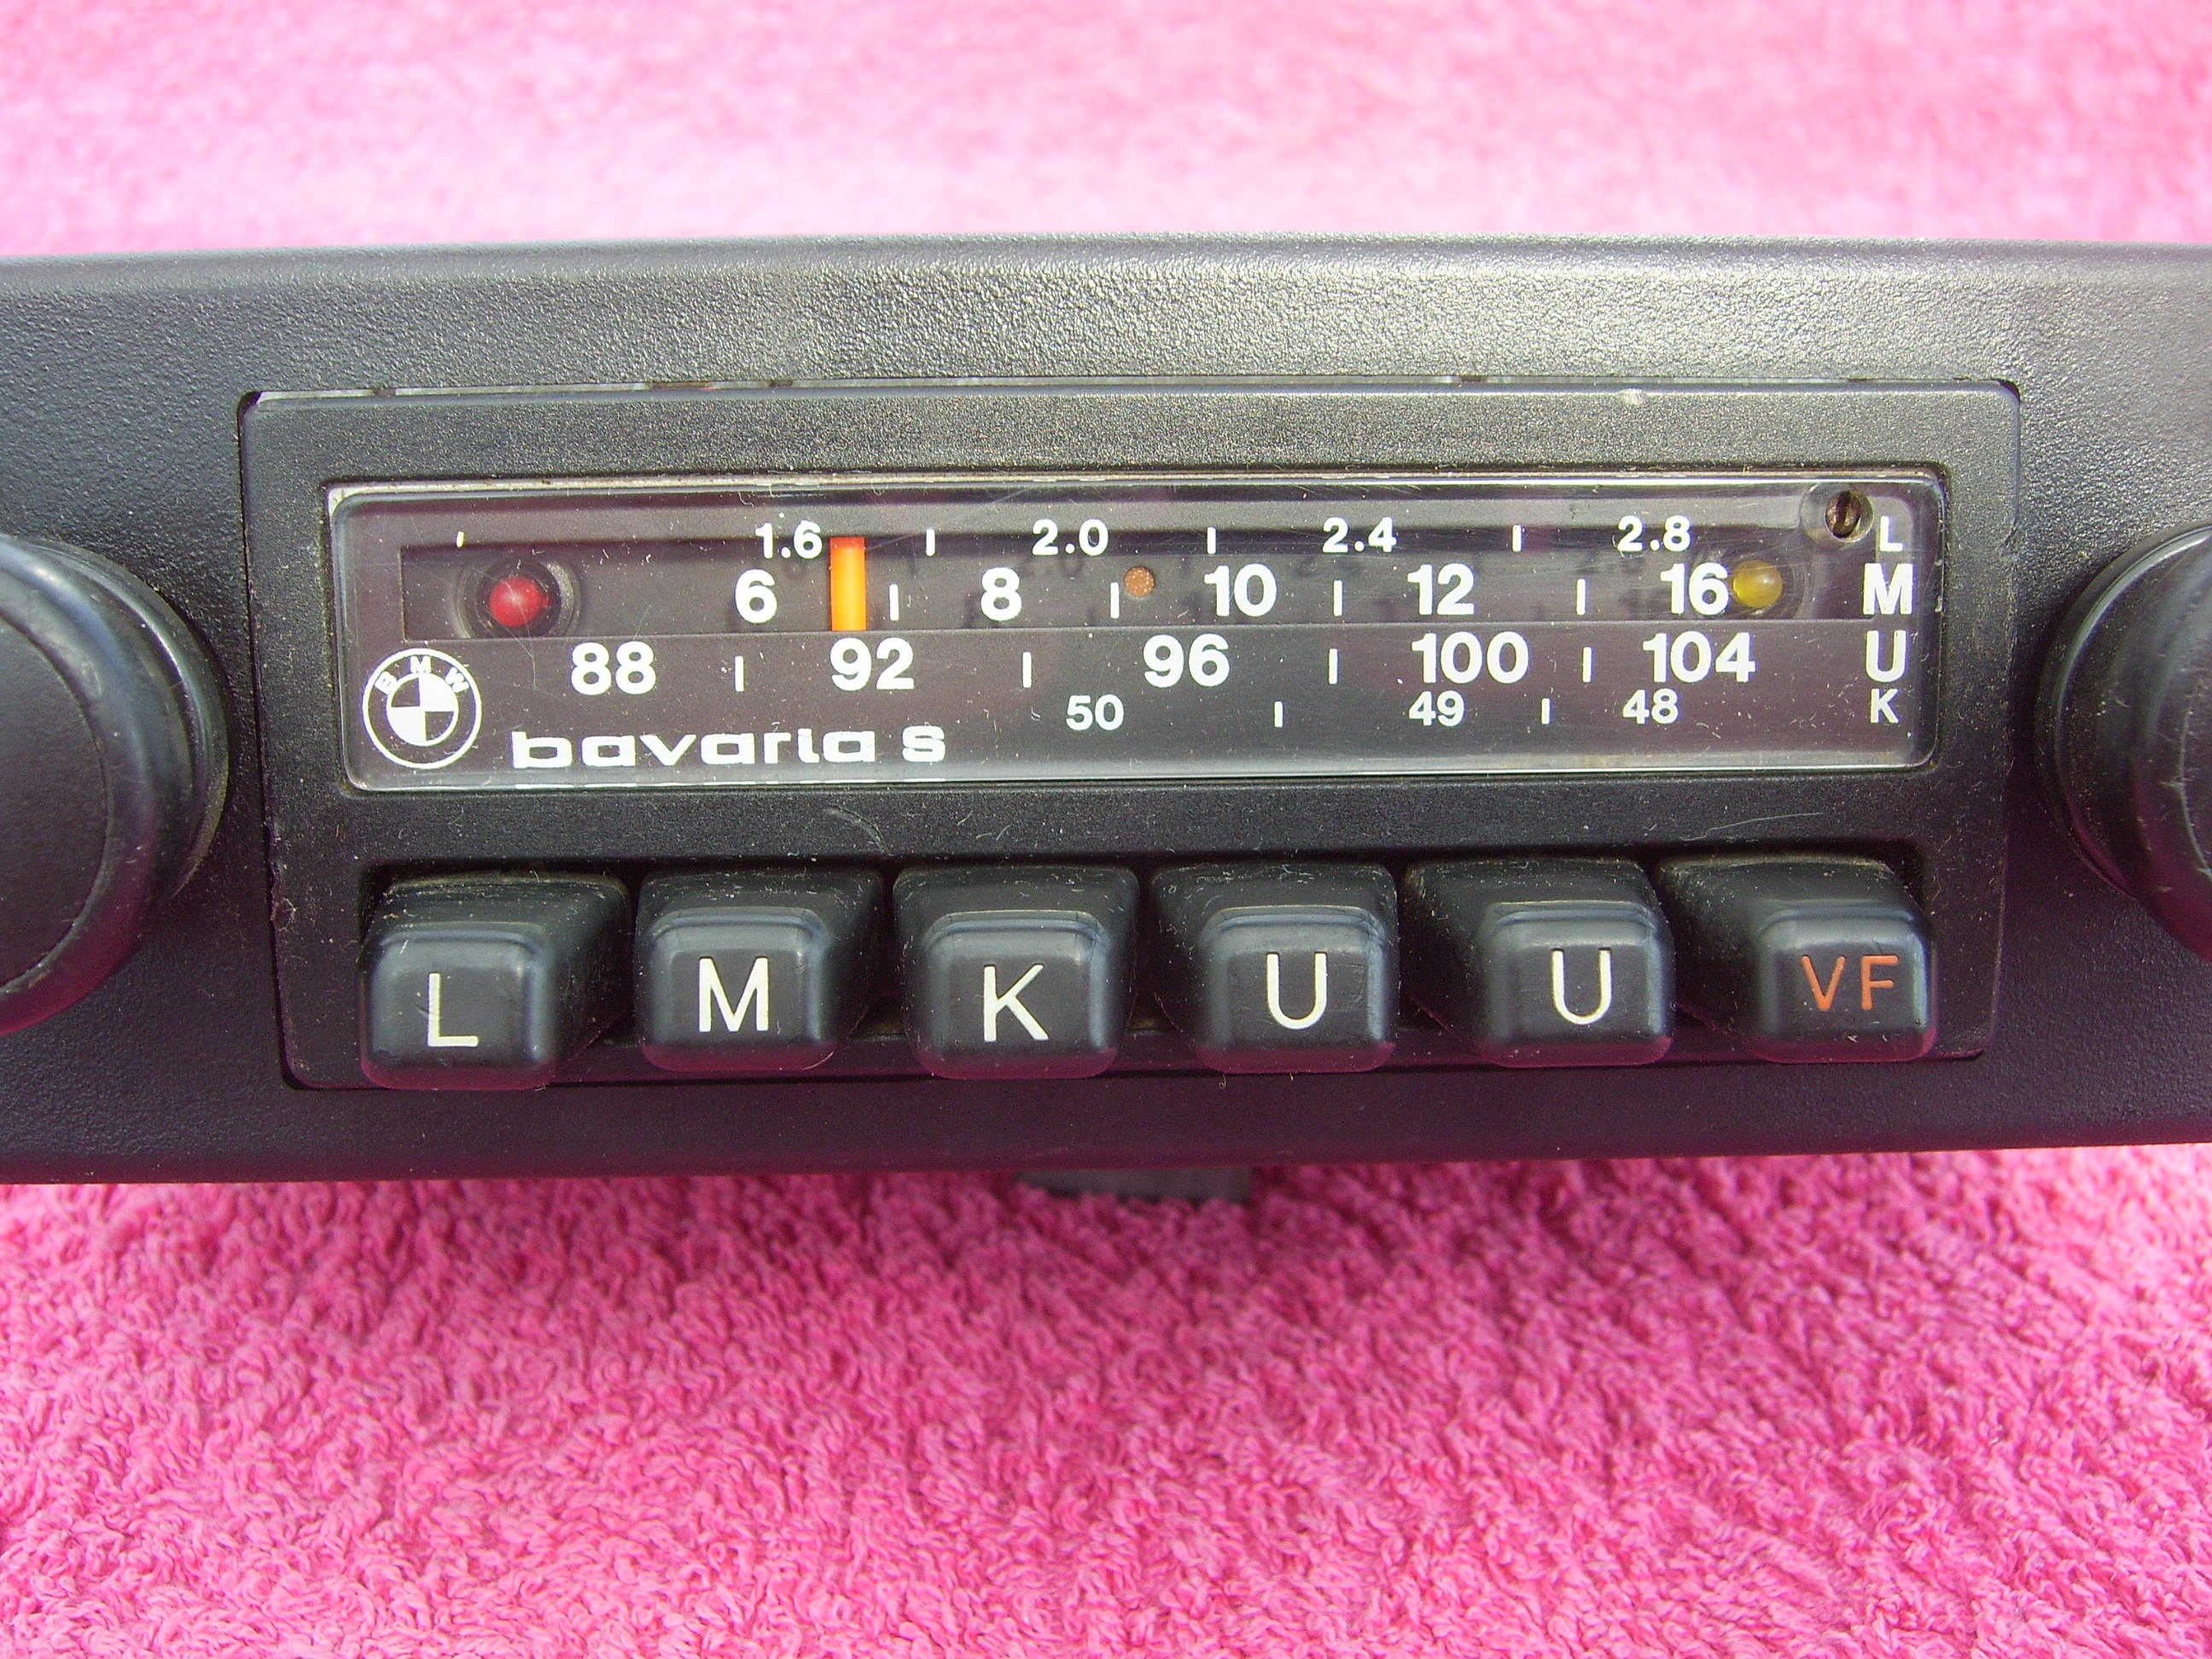 1.6 2.0 2.4 2.8 L
6 8 10 12 16 M
88 92 96 100 104 U
50 49 48 K
BMW
bavaria s
L M K U U VF